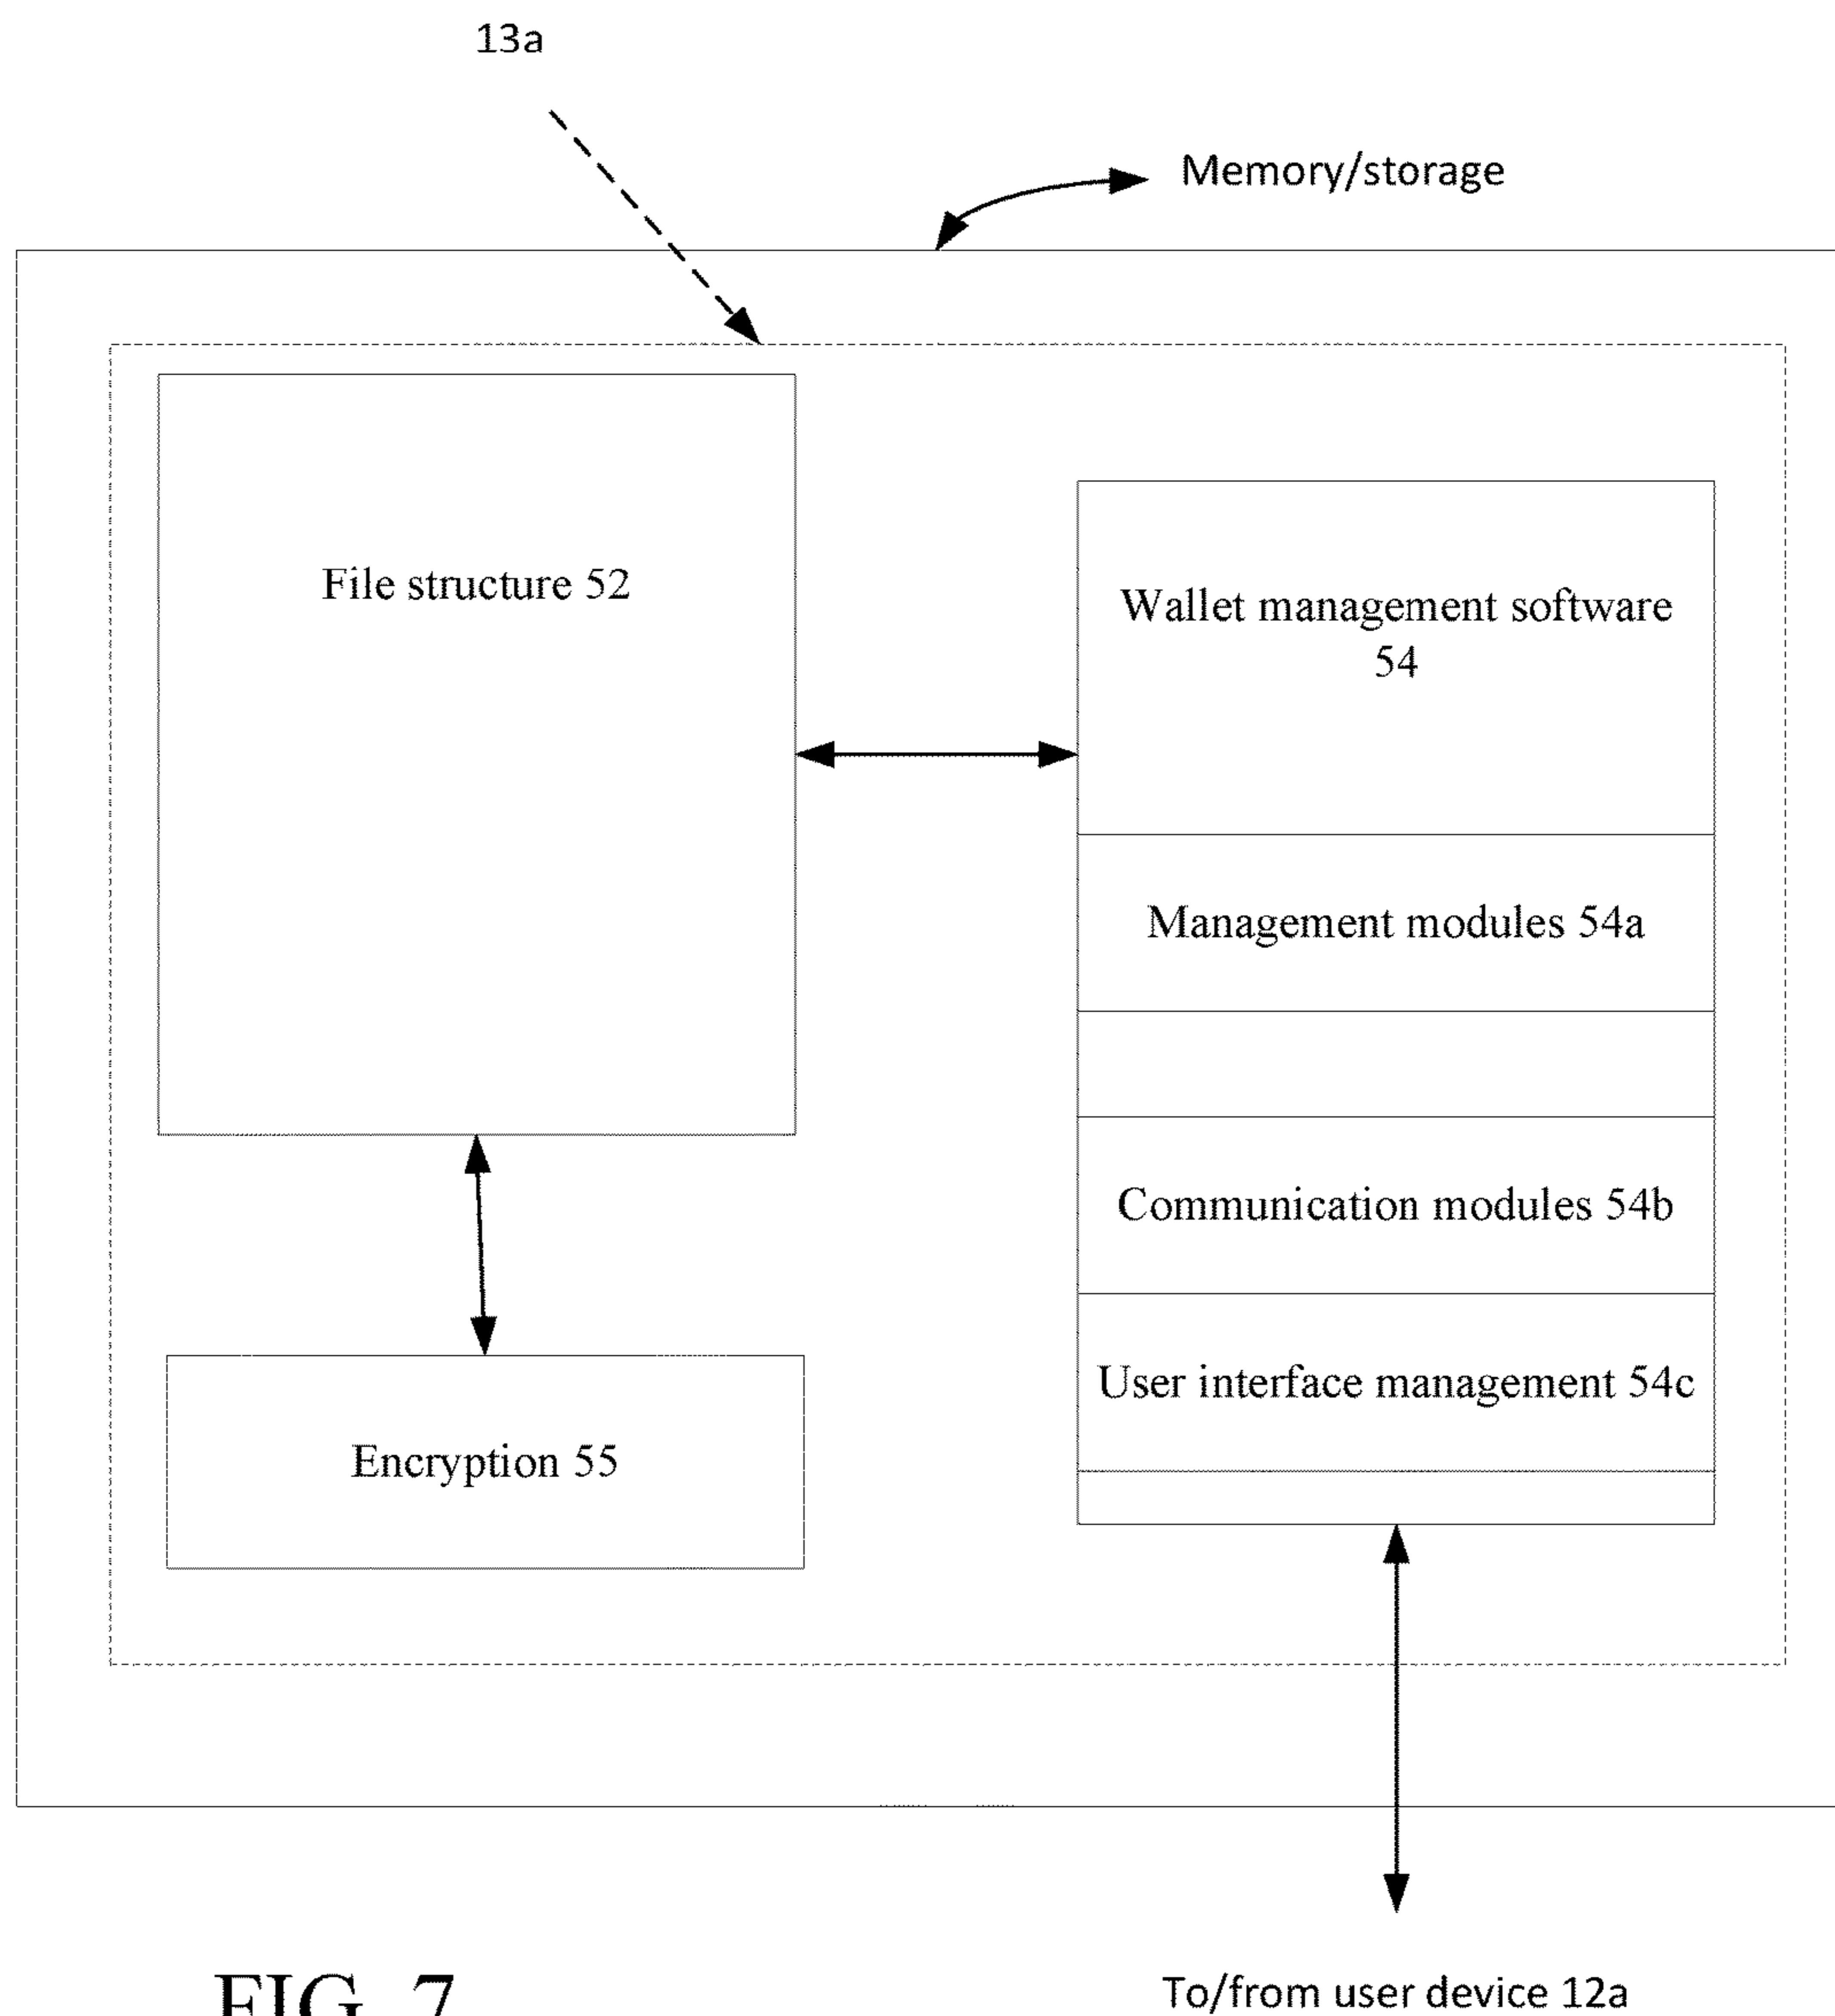 13a
Memory/storage
File structure 52
Wallet management software
54
Management modules 54a
Communication modules 54b
User interface management 54c
Encryption 55
To/from user device 12a
FIG. 7